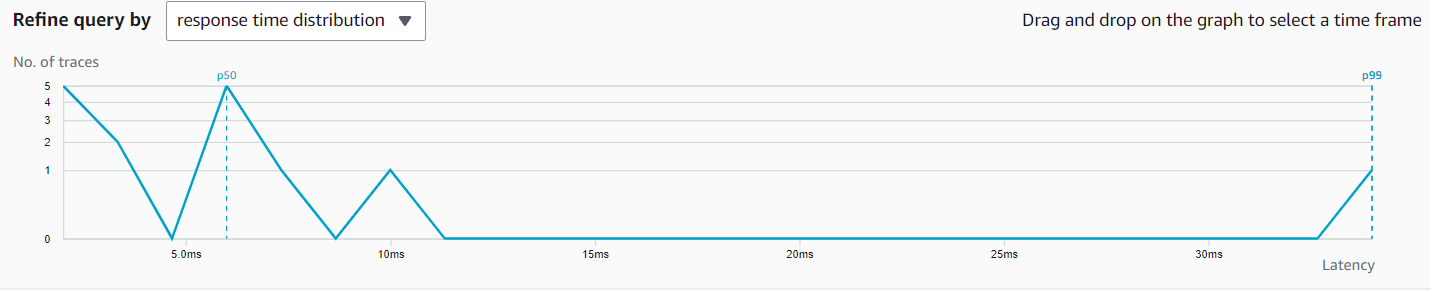 Refine query by response time distribution Drag and drop on the graph to select a time frame
No. of traces
p50 p99
5
4
3
2
1
0
5.0ms 10ms 15ms 20ms 25ms 30ms
Latency